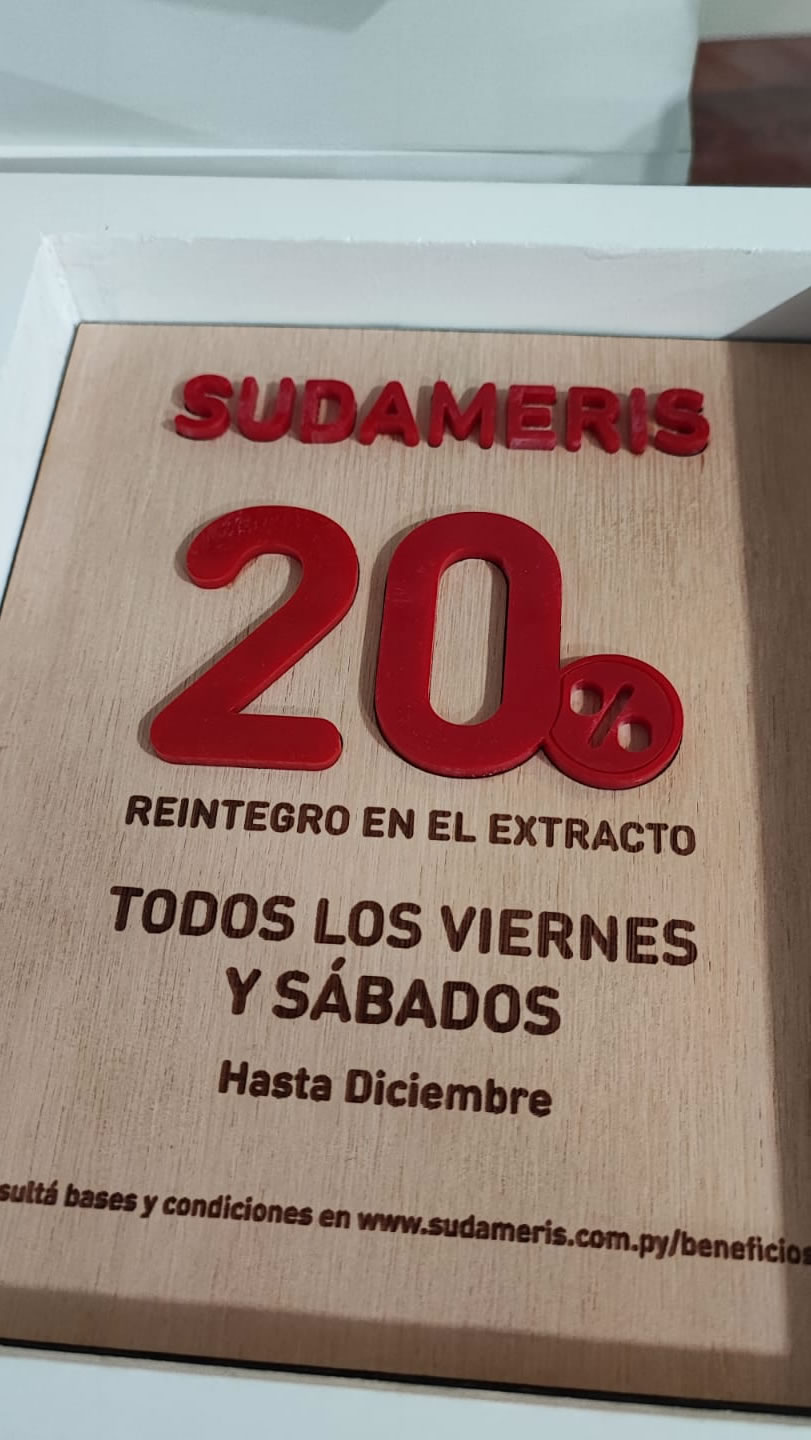 SUDAMERIS
20%
REINTEGRO EN EL EXTRACTO
TODOS LOS VIERNES
Y SÁBADOS
Hasta Diciembre
sultá bases y condiciones en www.sudameris.com.py/beneficios